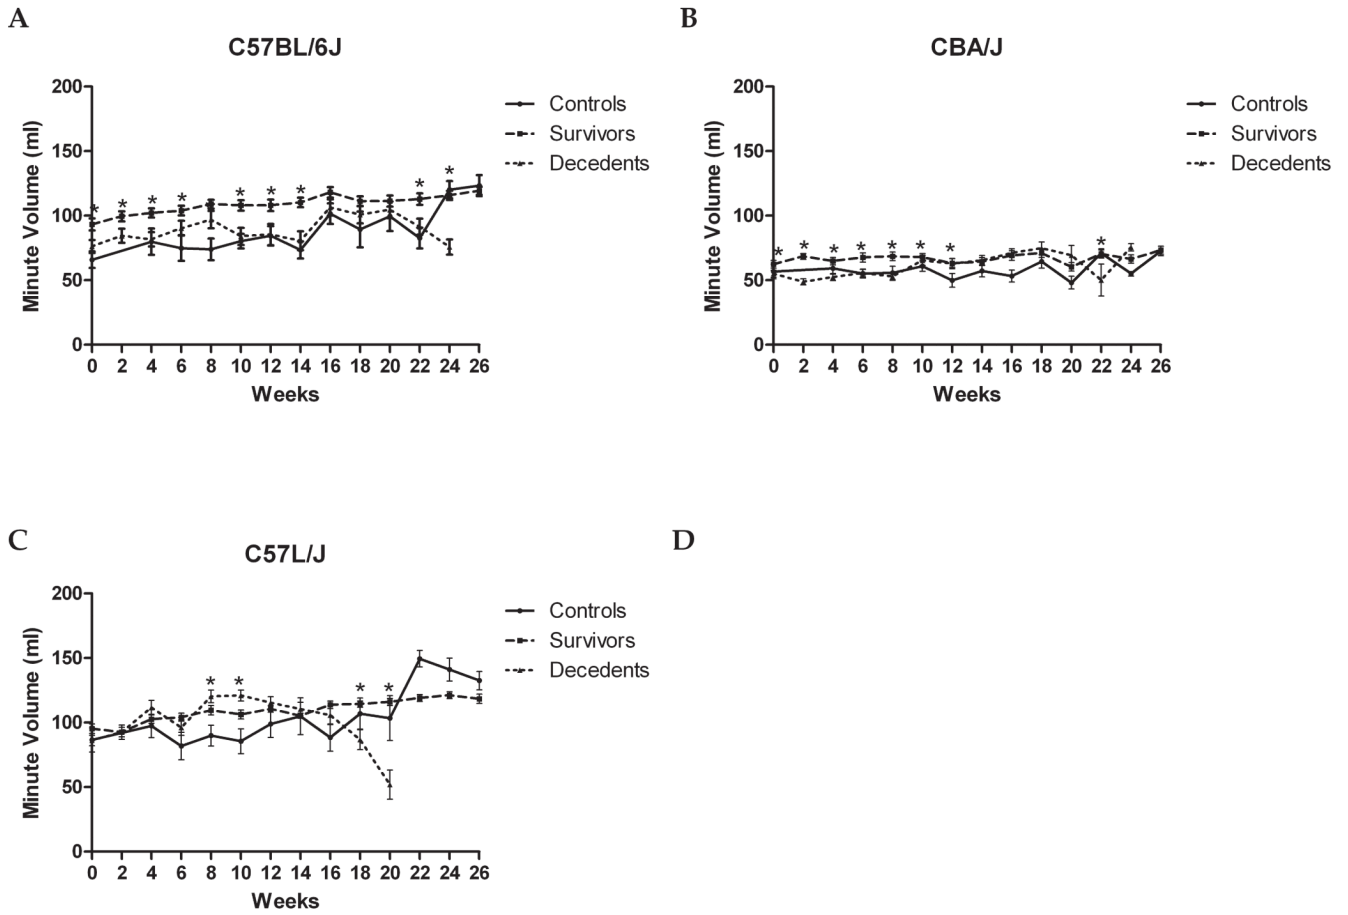 A
C57BL/6J
Minute Volume (ml)
200
150
100
50
0
* * * * * * * * *
0 2 4 6 8 10 12 14 16 18 20 22 24 26
Weeks
Controls
Survivors
Decedents
B
CBA/J
Minute Volume (ml)
200
150
100
50
0
* * * * * * * *
0 2 4 6 8 10 12 14 16 18 20 22 24 26
Weeks
Controls
Survivors
Decedents
C
C57L/J
Minute Volume (ml)
200
150
100
50
0
* * * *
0 2 4 6 8 10 12 14 16 18 20 22 24 26
Weeks
Controls
Survivors
Decedents
D